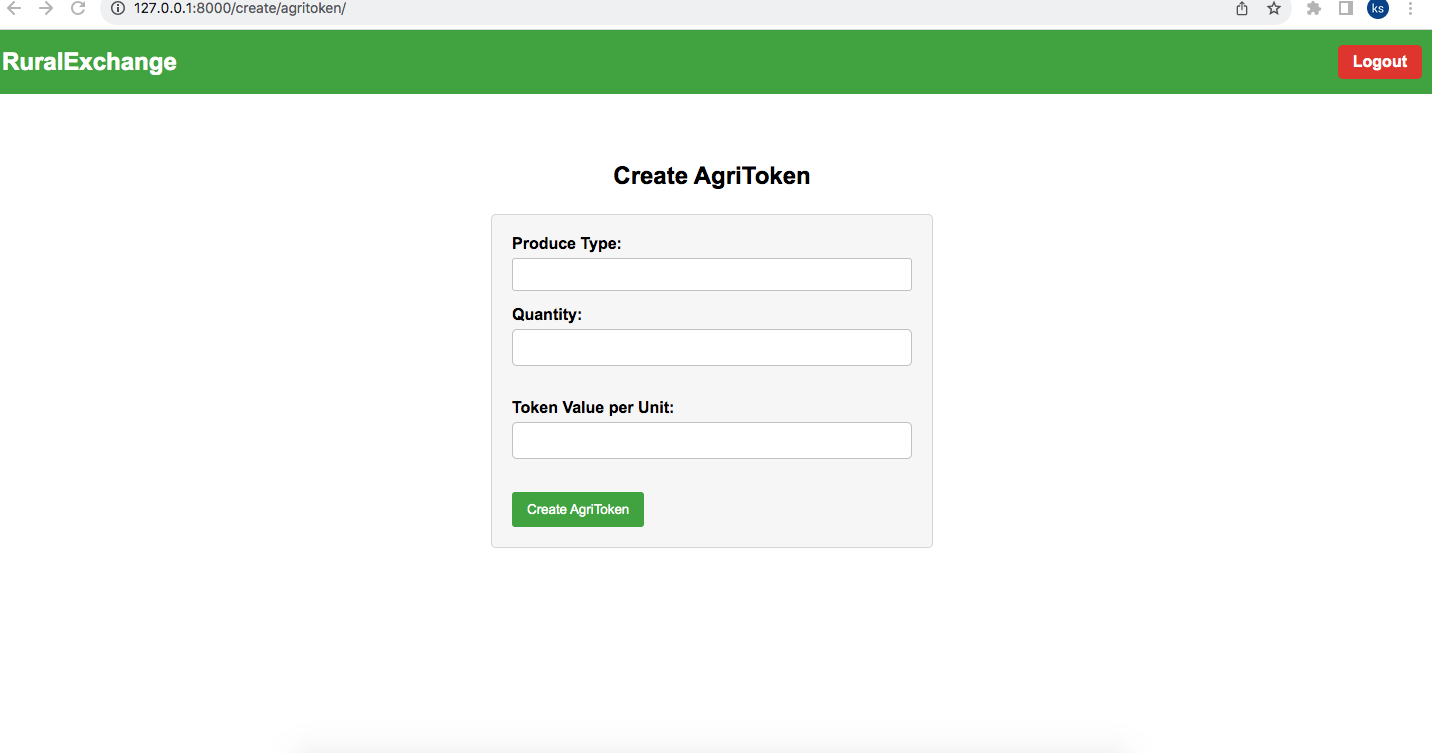 127.0.0.1:8000/create/agritoken/
ks
RuralExchange
Logout
Create AgriToken
Produce Type:
Quantity:
Token Value per Unit:
Create AgriToken